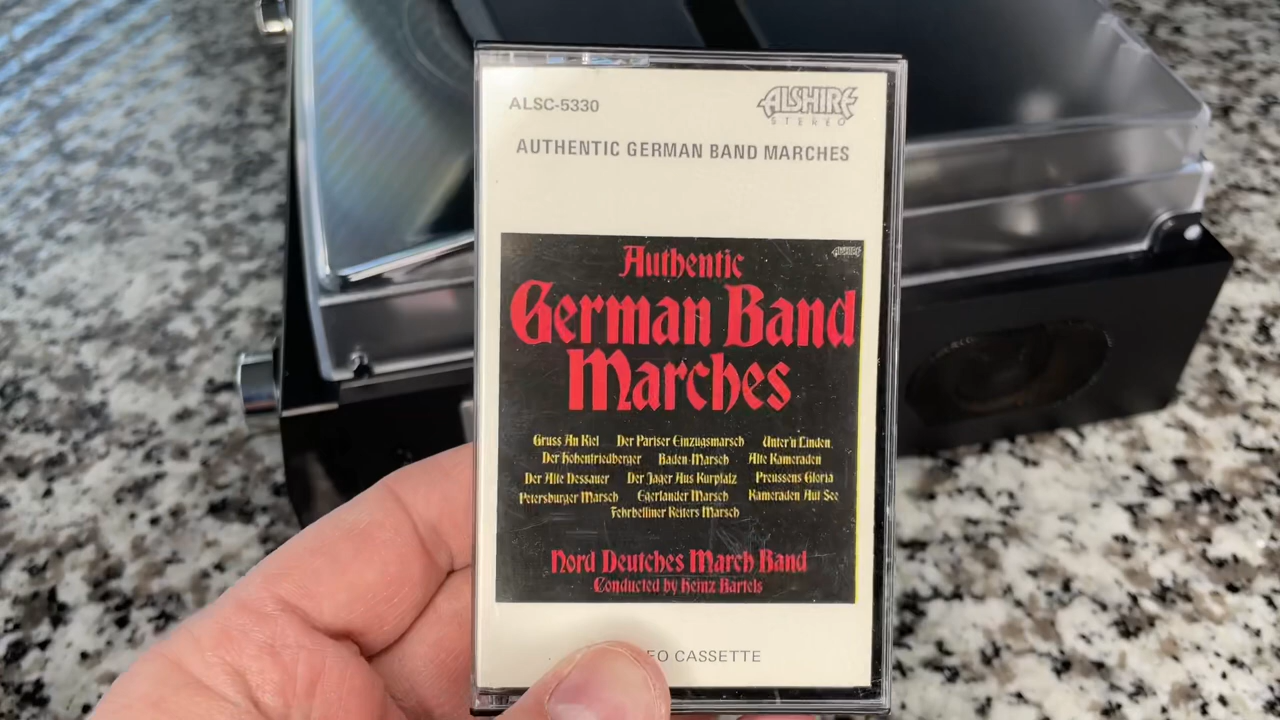 ALSC-5330
ALSHIRE
STEREO
AUTHENTIC GERMAN BAND MARCHES
Authentic
German Band
Marches
Gruss An Kiel Der Pariser Einzugsmarsch Unter'n Linden
Der Hohenfriedberger Baden-Marsch Alte Kameraden
Der Alte Dessauer Der Jager Aus Kurpfalz Preussens Gloria
Petersburger Marsch Egerlander Marsch Kameraden Auf See
Fehrbelliner Reiters Marsch
Nord Deutches March Band
Conducted by Heinz Bartels
EO CASSETTE